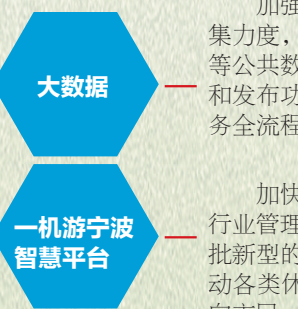 大数据
加强
集力度，
等公共数
和发布功
务全流程
一机游宁波
智慧平台
加快
行业管理
批新型的
动各类休